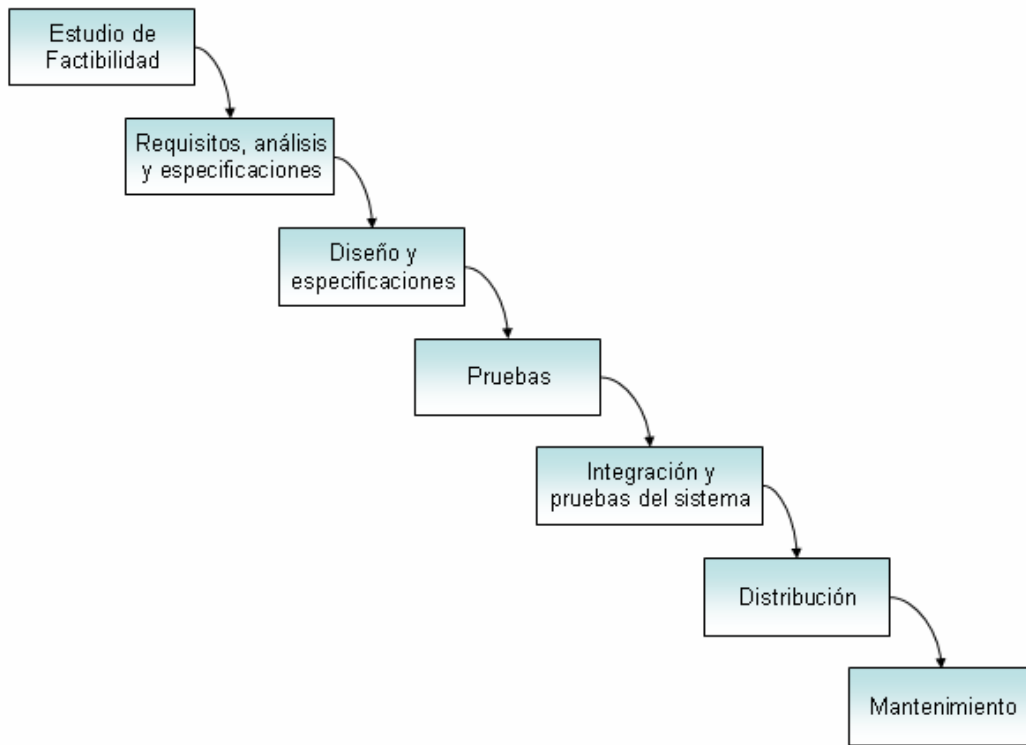 Estudio de
Factibilidad
Requisitos, análisis
y especificaciones
Diseño y
especificaciones
Pruebas
Integración y
pruebas del sistema
Distribución
Mantenimiento